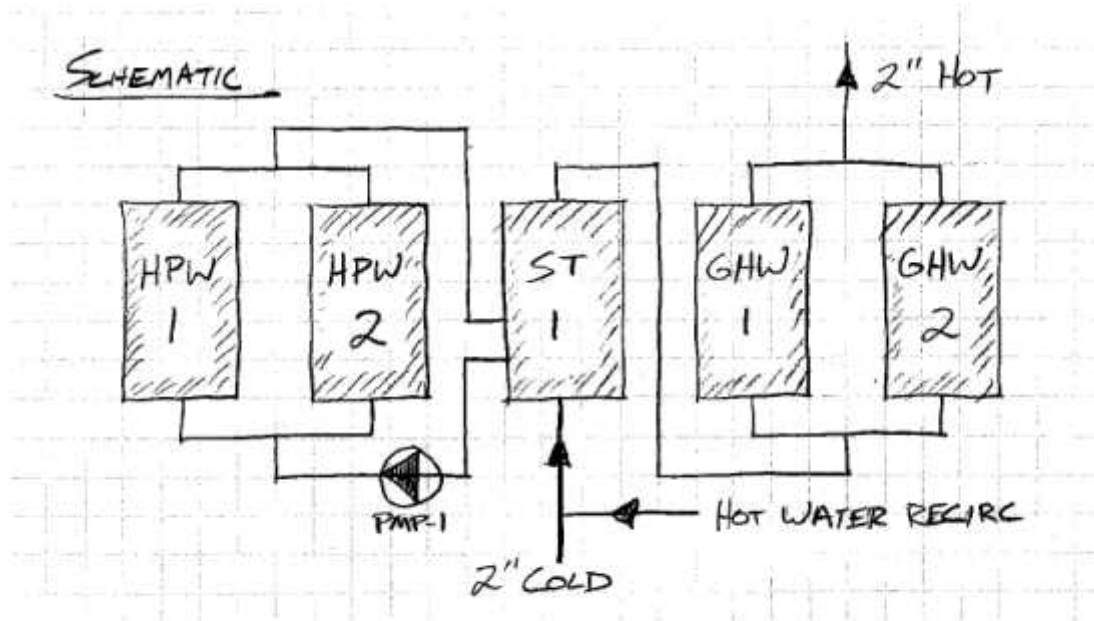 SCHEMATIC
2" HOT
HPW
1
HPW
2
ST
1
GHW
1
GHW
2
PMP-1
HOT WATER RECIRC
2" COLD